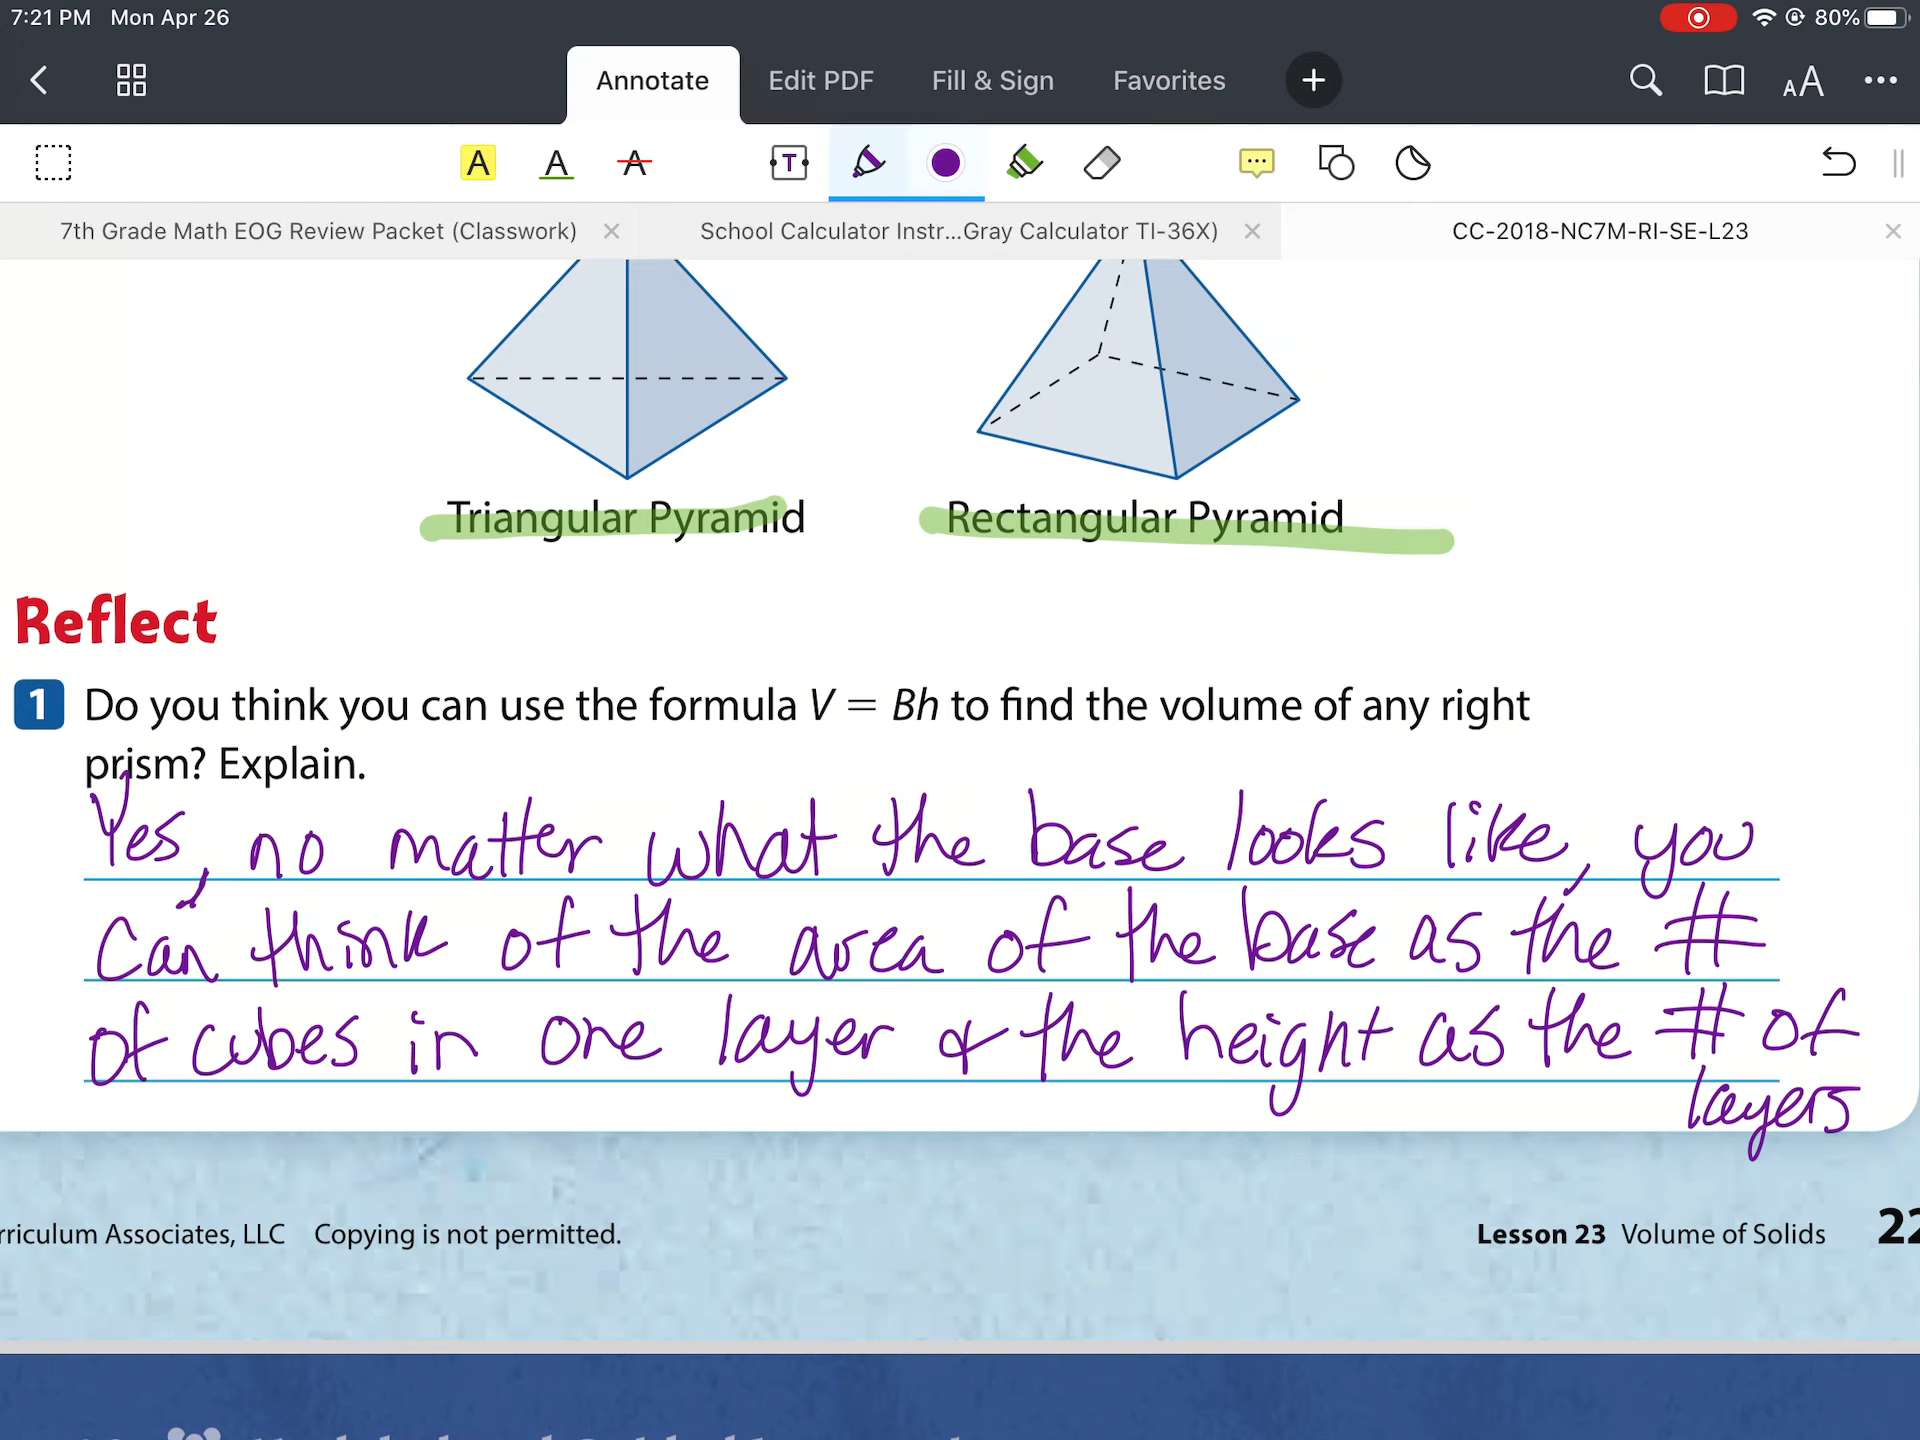 7:21 PM Mon Apr 26 80%
Annotate Edit PDF Fill & Sign Favorites
AA
A A A T
7th Grade Math EOG Review Packet (Classwork) School Calculator Instr...Gray Calculator TI-36X) CC-2018-NC7M-RI-SE-L23
Triangular Pyramid Rectangular Pyramid
Reflect
1 Do you think you can use the formula V = Bh to find the volume of any right
prism? Explain.
Yes, no matter what the base looks like, you
can think of the area of the base as the #
of cubes in one layer & the height as the # of
layers
rriculum Associates, LLC Copying is not permitted. Lesson 23 Volume of Solids 22